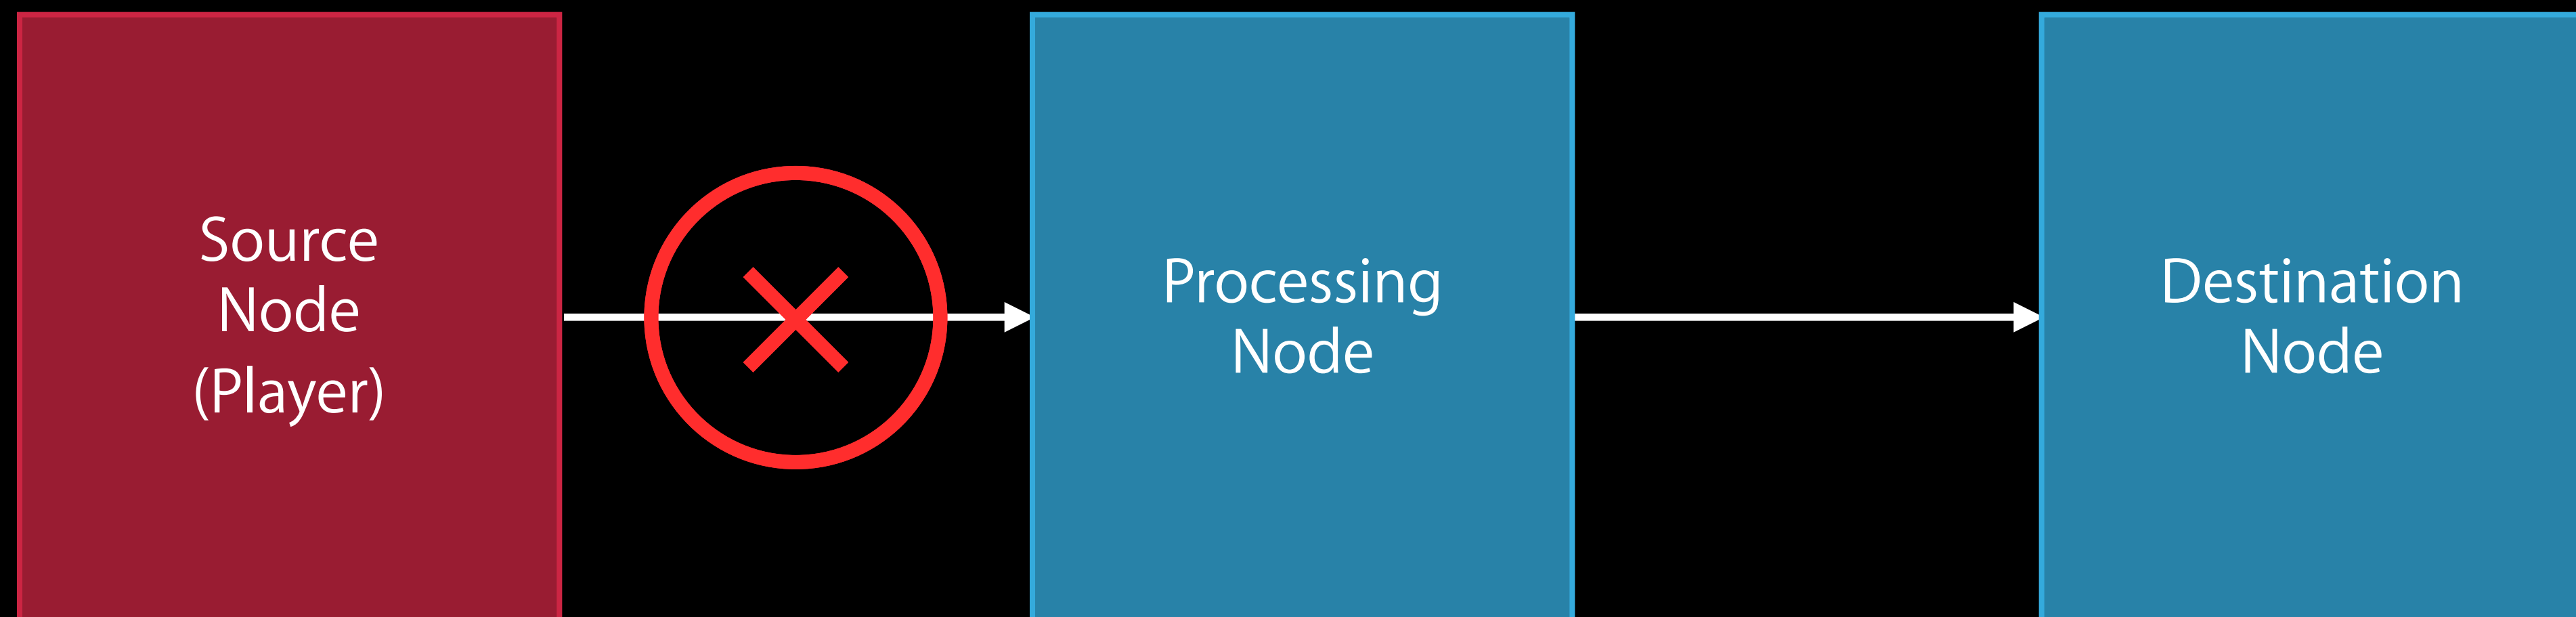 Source
Node
(Player)
Processing
Node
Destination
Node